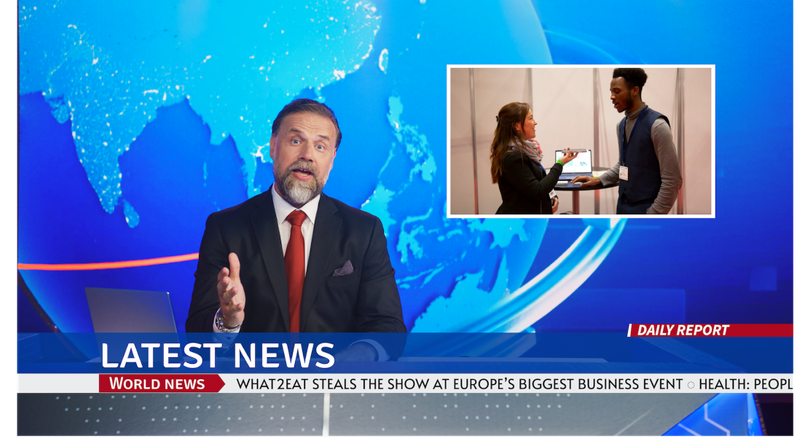 DAILY REPORT
LATEST NEWS
WORLD NEWS
WHAT2EAT STEALS THE SHOW AT EUROPE'S BIGGEST BUSINESS EVENT ○ HEALTH: PEOPL